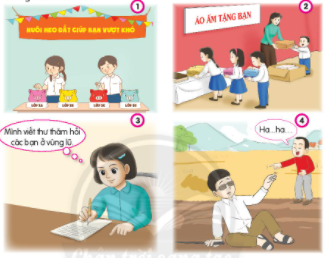 1
NUÔI HEO ĐẤT GIÚP BẠN VƯỢT KHÓ
2
ÁO ẤM TẶNG BẠN
3
Mình viết thư thăm hỏi
các bạn ở vùng lũ
4
Ha...ha...